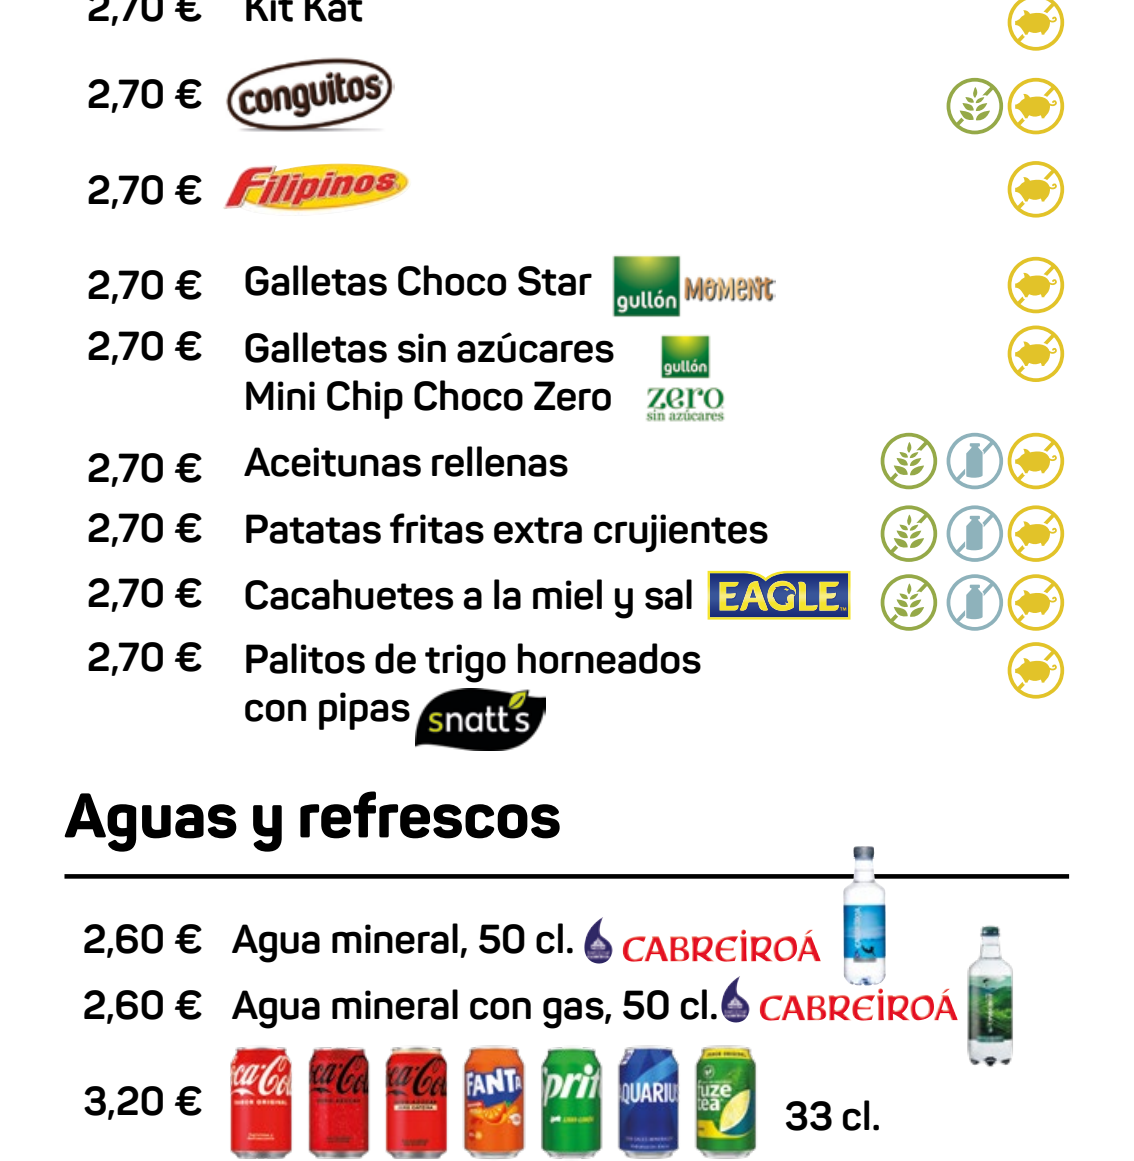 2,70 € Kit Kat
2,70 € conguitos
2,70 € Filipinos
2,70 € Galletas Choco Star gullón MOMENT
2,70 € Galletas sin azúcares gullón
Mini Chip Choco Zero zero
sin azúcares
2,70 € Aceitunas rellenas
2,70 € Patatas fritas extra crujientes
2,70 € Cacahuetes a la miel y sal EAGLE
2,70 € Palitos de trigo horneados
con pipas snatt's
Aguas y refrescos
2,60 € Agua mineral, 50 cl. CABREIROÁ
2,60 € Agua mineral con gas, 50 cl. CABREIROÁ
3,20 € Coca-Cola SABOR ORIGINAL Coca-Cola Coca-Cola FANTA Sprite AQUARIUS fuze tea 33 cl.